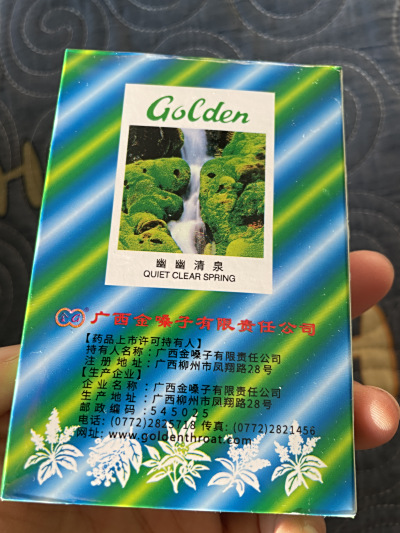 Golden
幽幽清泉
QUIET CLEAR SPRING
广西金嗓子有限责任公司
【药品上市许可持有人】
持有人名称：广西金嗓子有限责任公司
注册地址：广西柳州市凤翔路28号
【生产企业】
企业名称：广西金嗓子有限责任公司
生产地址：广西柳州市凤翔路28号
邮政编码：545025
电话：(0772)2825718 传真：(0772)2821456
网址：www.goldenthroat.com